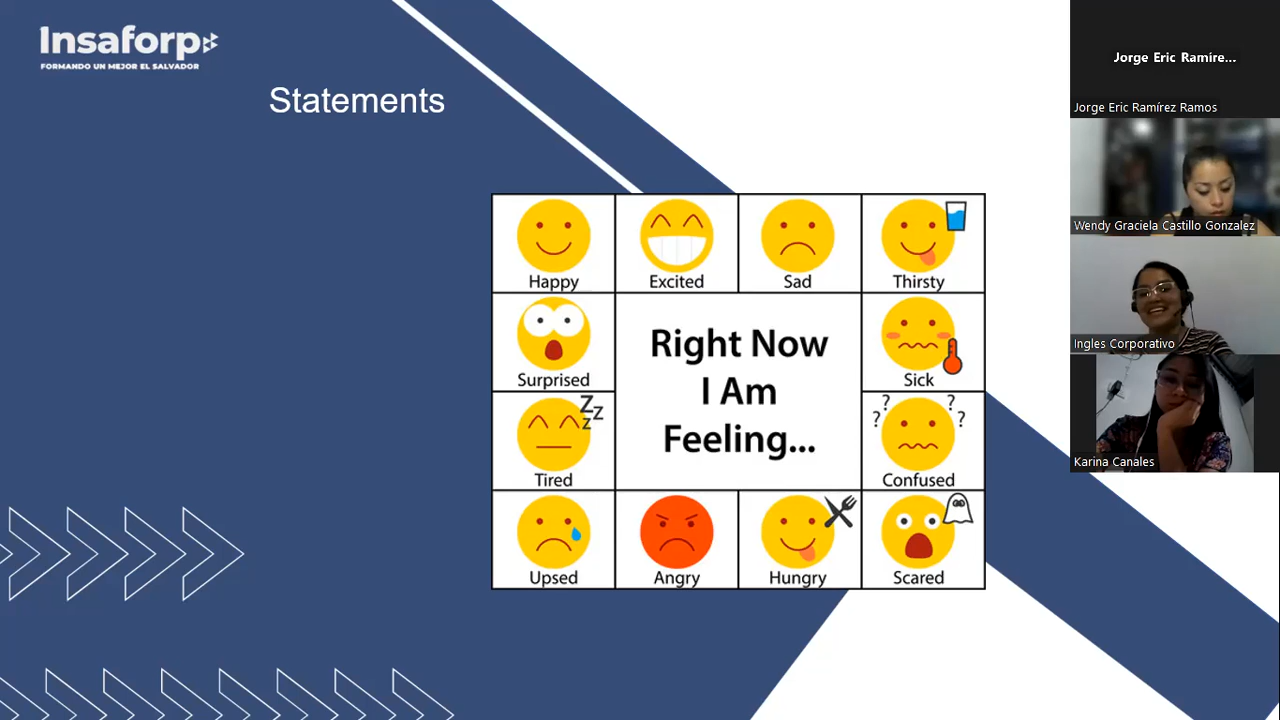 Insaforp
FORMANDO UN MEJOR EL SALVADOR
Statements
Happy
Excited
Sad
Thirsty
Surprised
Right Now
I Am
Feeling...
Sick
Tired
Zzz
Confused
? ? ? ?
Upsed
Angry
Hungry
Scared
Jorge Eric Ramíre...
Jorge Eric Ramírez Ramos
Wendy Graciela Castillo Gonzalez
Ingles Corporativo
Karina Canales